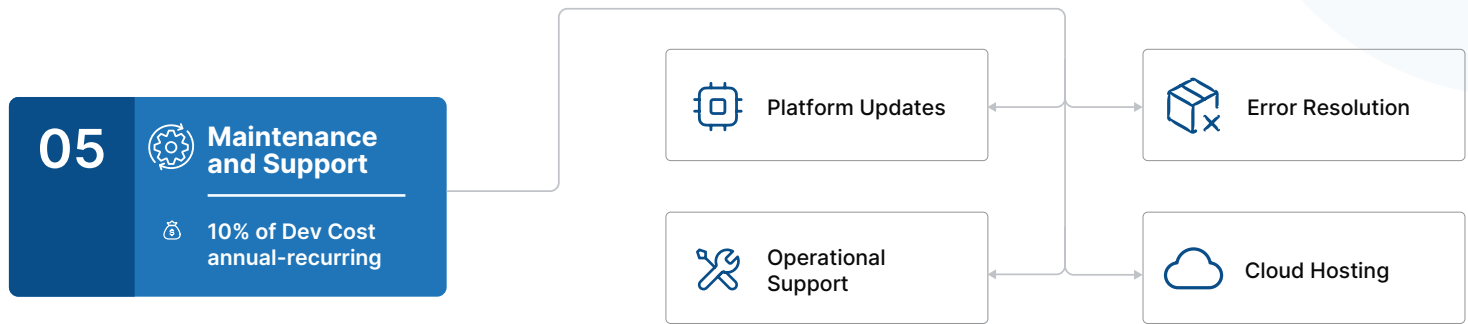 05
Maintenance
and Support
10% of Dev Cost
annual-recurring
Platform Updates
Error Resolution
Operational
Support
Cloud Hosting